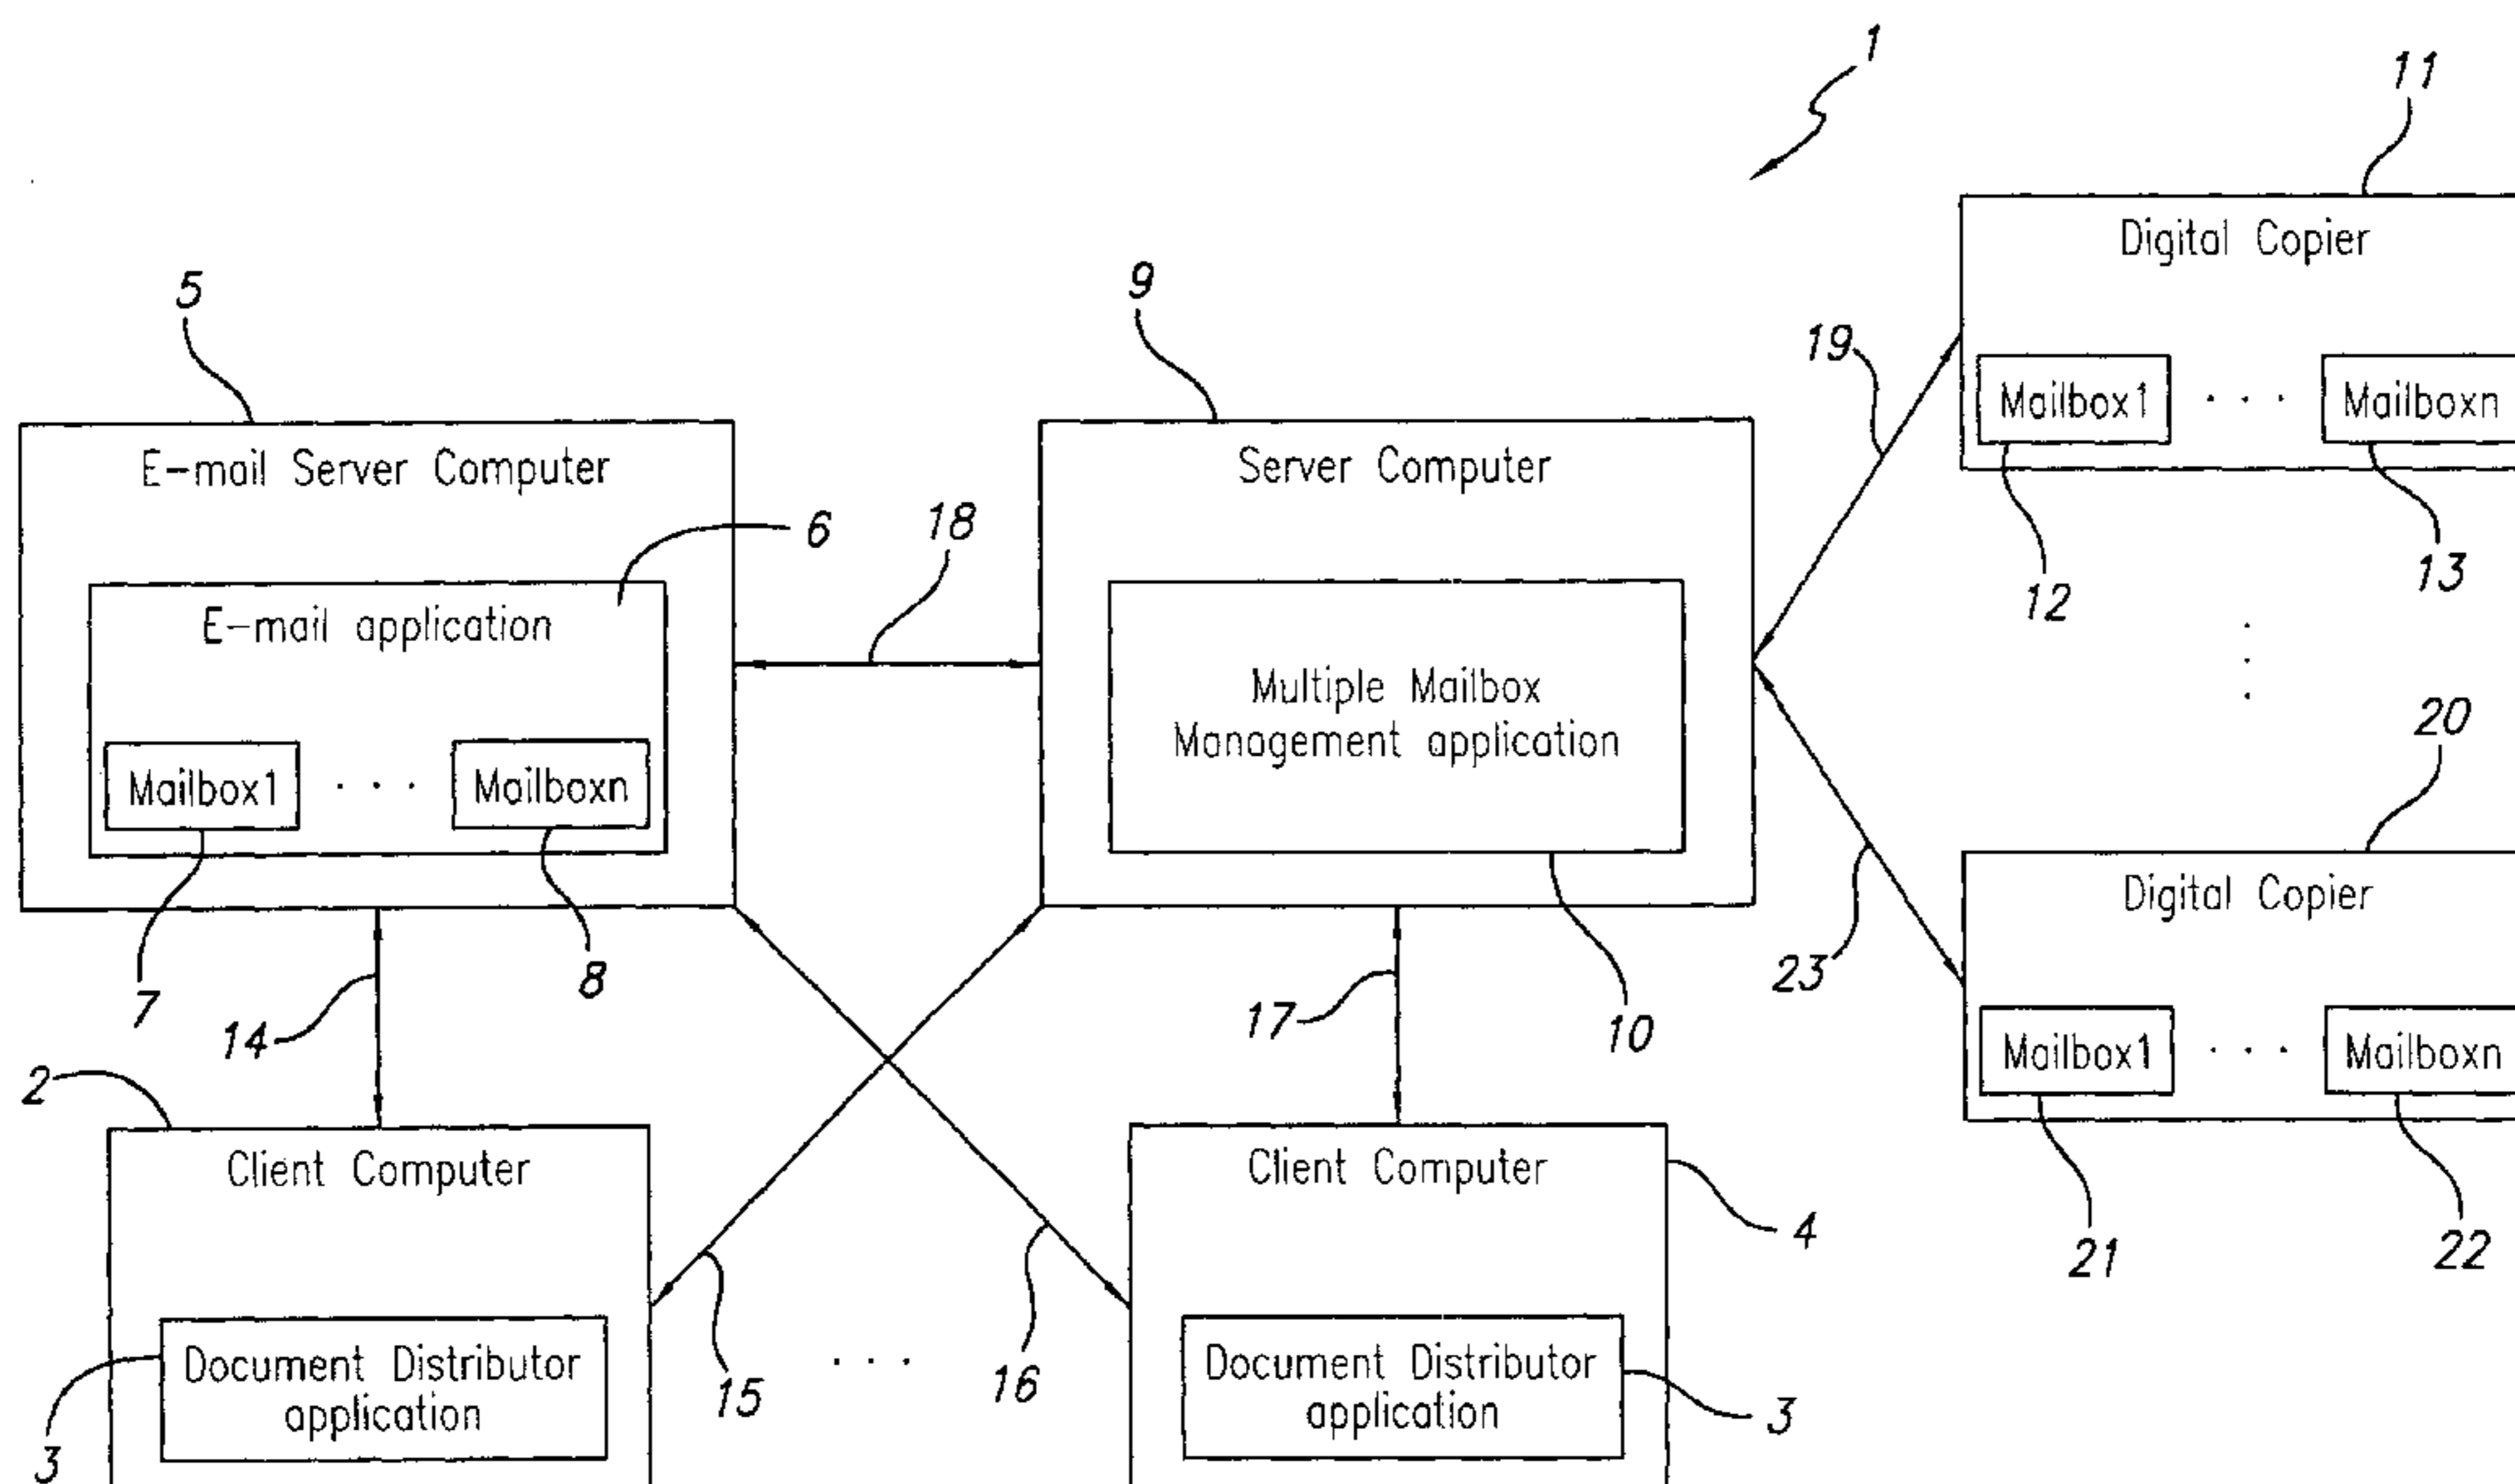 1
11
Digital Copier
5
9
19
Mailbox1 . . . Mailboxn
E-mail Server Computer
Server Computer
6
18
12
13
E-mail application
Multiple Mailbox
Management application
20
Mailbox1 . . . Mailboxn
Digital Copier
7
8
14
17
10
23
Mailbox1 . . . Mailboxn
2
Client Computer
Client Computer
4
21
22
15
. . .
16
Document Distributor
application
Document Distributor
application
3
3